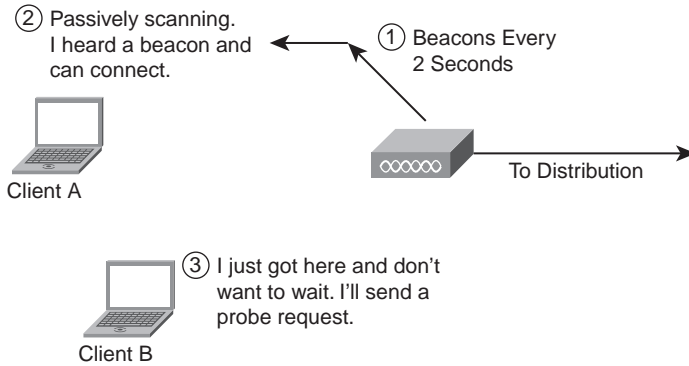 ② Passively scanning.
I heard a beacon and
can connect.
① Beacons Every
2 Seconds
Client A
To Distribution
③ I just got here and don't
want to wait. I'll send a
probe request.
Client B